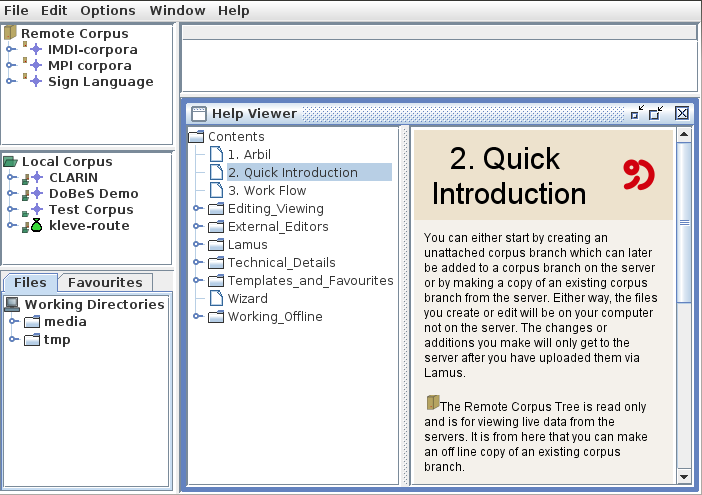 File Edit Options Window Help
Remote Corpus
IMDI-corpora
MPI corpora
Sign Language
Local Corpus
CLARIN
DoBeS Demo
Test Corpus
kleve-route
Files Favourites
Working Directories
media
tmp
Help Viewer
Contents
1. Arbil
2. Quick Introduction
3. Work Flow
Editing_Viewing
External_Editors
Lamus
Technical_Details
Templates_and_Favourites
Wizard
Working_Offline
2. Quick
Introduction
You can either start by creating an
unattached corpus branch which can later
be added to a corpus branch on the server
or by making a copy of an existing corpus
branch from the server. Either way, the files
you create or edit will be on your computer
not on the server. The changes or
additions you make will only get to the
server after you have uploaded them via
Lamus.
The Remote Corpus Tree is read only
and is for viewing live data from the
servers. It is from here that you can make
an off line copy of an existing corpus
branch.